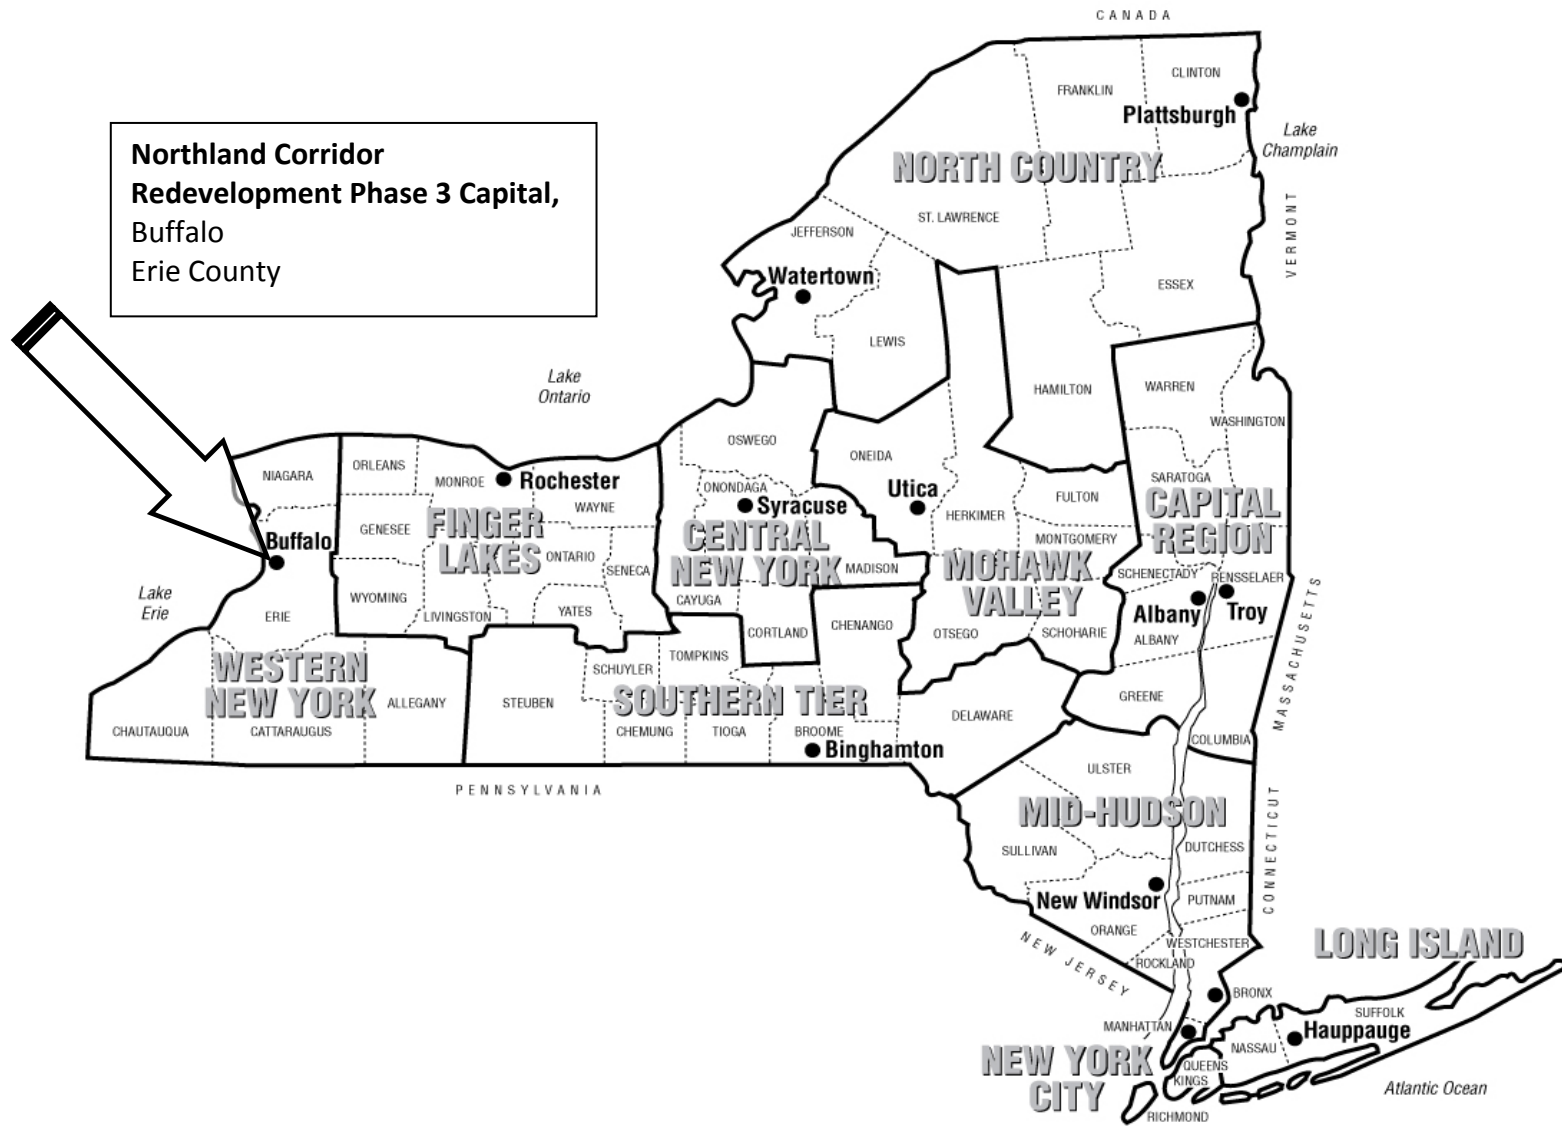 CANADA
CLINTON
FRANKLIN
Plattsburgh
Lake
Champlain
Northland Corridor
Redevelopment Phase 3 Capital,
Buffalo
Erie County
NORTH COUNTRY
ST. LAWRENCE
JEFFERSON
VERMONT
Watertown
ESSEX
LEWIS
Lake
Ontario
HAMILTON
WARREN
WASHINGTON
OSWEGO
ONEIDA
NIAGARA
ORLEANS
MONROE
Rochester
WAYNE
ONONDAGA
Syracuse
Utica
HERKIMER
FULTON
SARATOGA
CAPITAL
REGION
GENESEE
FINGER
LAKES
ONTARIO
SENECA
CENTRAL
NEW YORK
MADISON
MONTGOMERY
MOHAWK
VALLEY
SCHENECTADY
RENSSELAER
Buffalo
Lake
Erie
ERIE
WYOMING
LIVINGSTON
YATES
CAYUGA
CORTLAND
CHENANGO
OTSEGO
SCHOHARIE
Albany
Troy
ALBANY
MASSACHUSETTS
WESTERN
NEW YORK
ALLEGANY
CHAUTAUQUA
CATTARAUGUS
STEUBEN
SCHUYLER
TOMPKINS
SOUTHERN TIER
CHEMUNG
TIOGA
BROOME
Binghamton
DELAWARE
GREENE
COLUMBIA
PENNSYLVANIA
ULSTER
MID-HUDSON
SULLIVAN
DUTCHESS
CONNECTICUT
New Windsor
PUTNAM
ORANGE
WESTCHESTER
ROCKLAND
NEW JERSEY
LONG ISLAND
BRONX
MANHATTAN
SUFFOLK
Hauppauge
NASSAU
NEW YORK
CITY
QUEENS
KINGS
RICHMOND
Atlantic Ocean